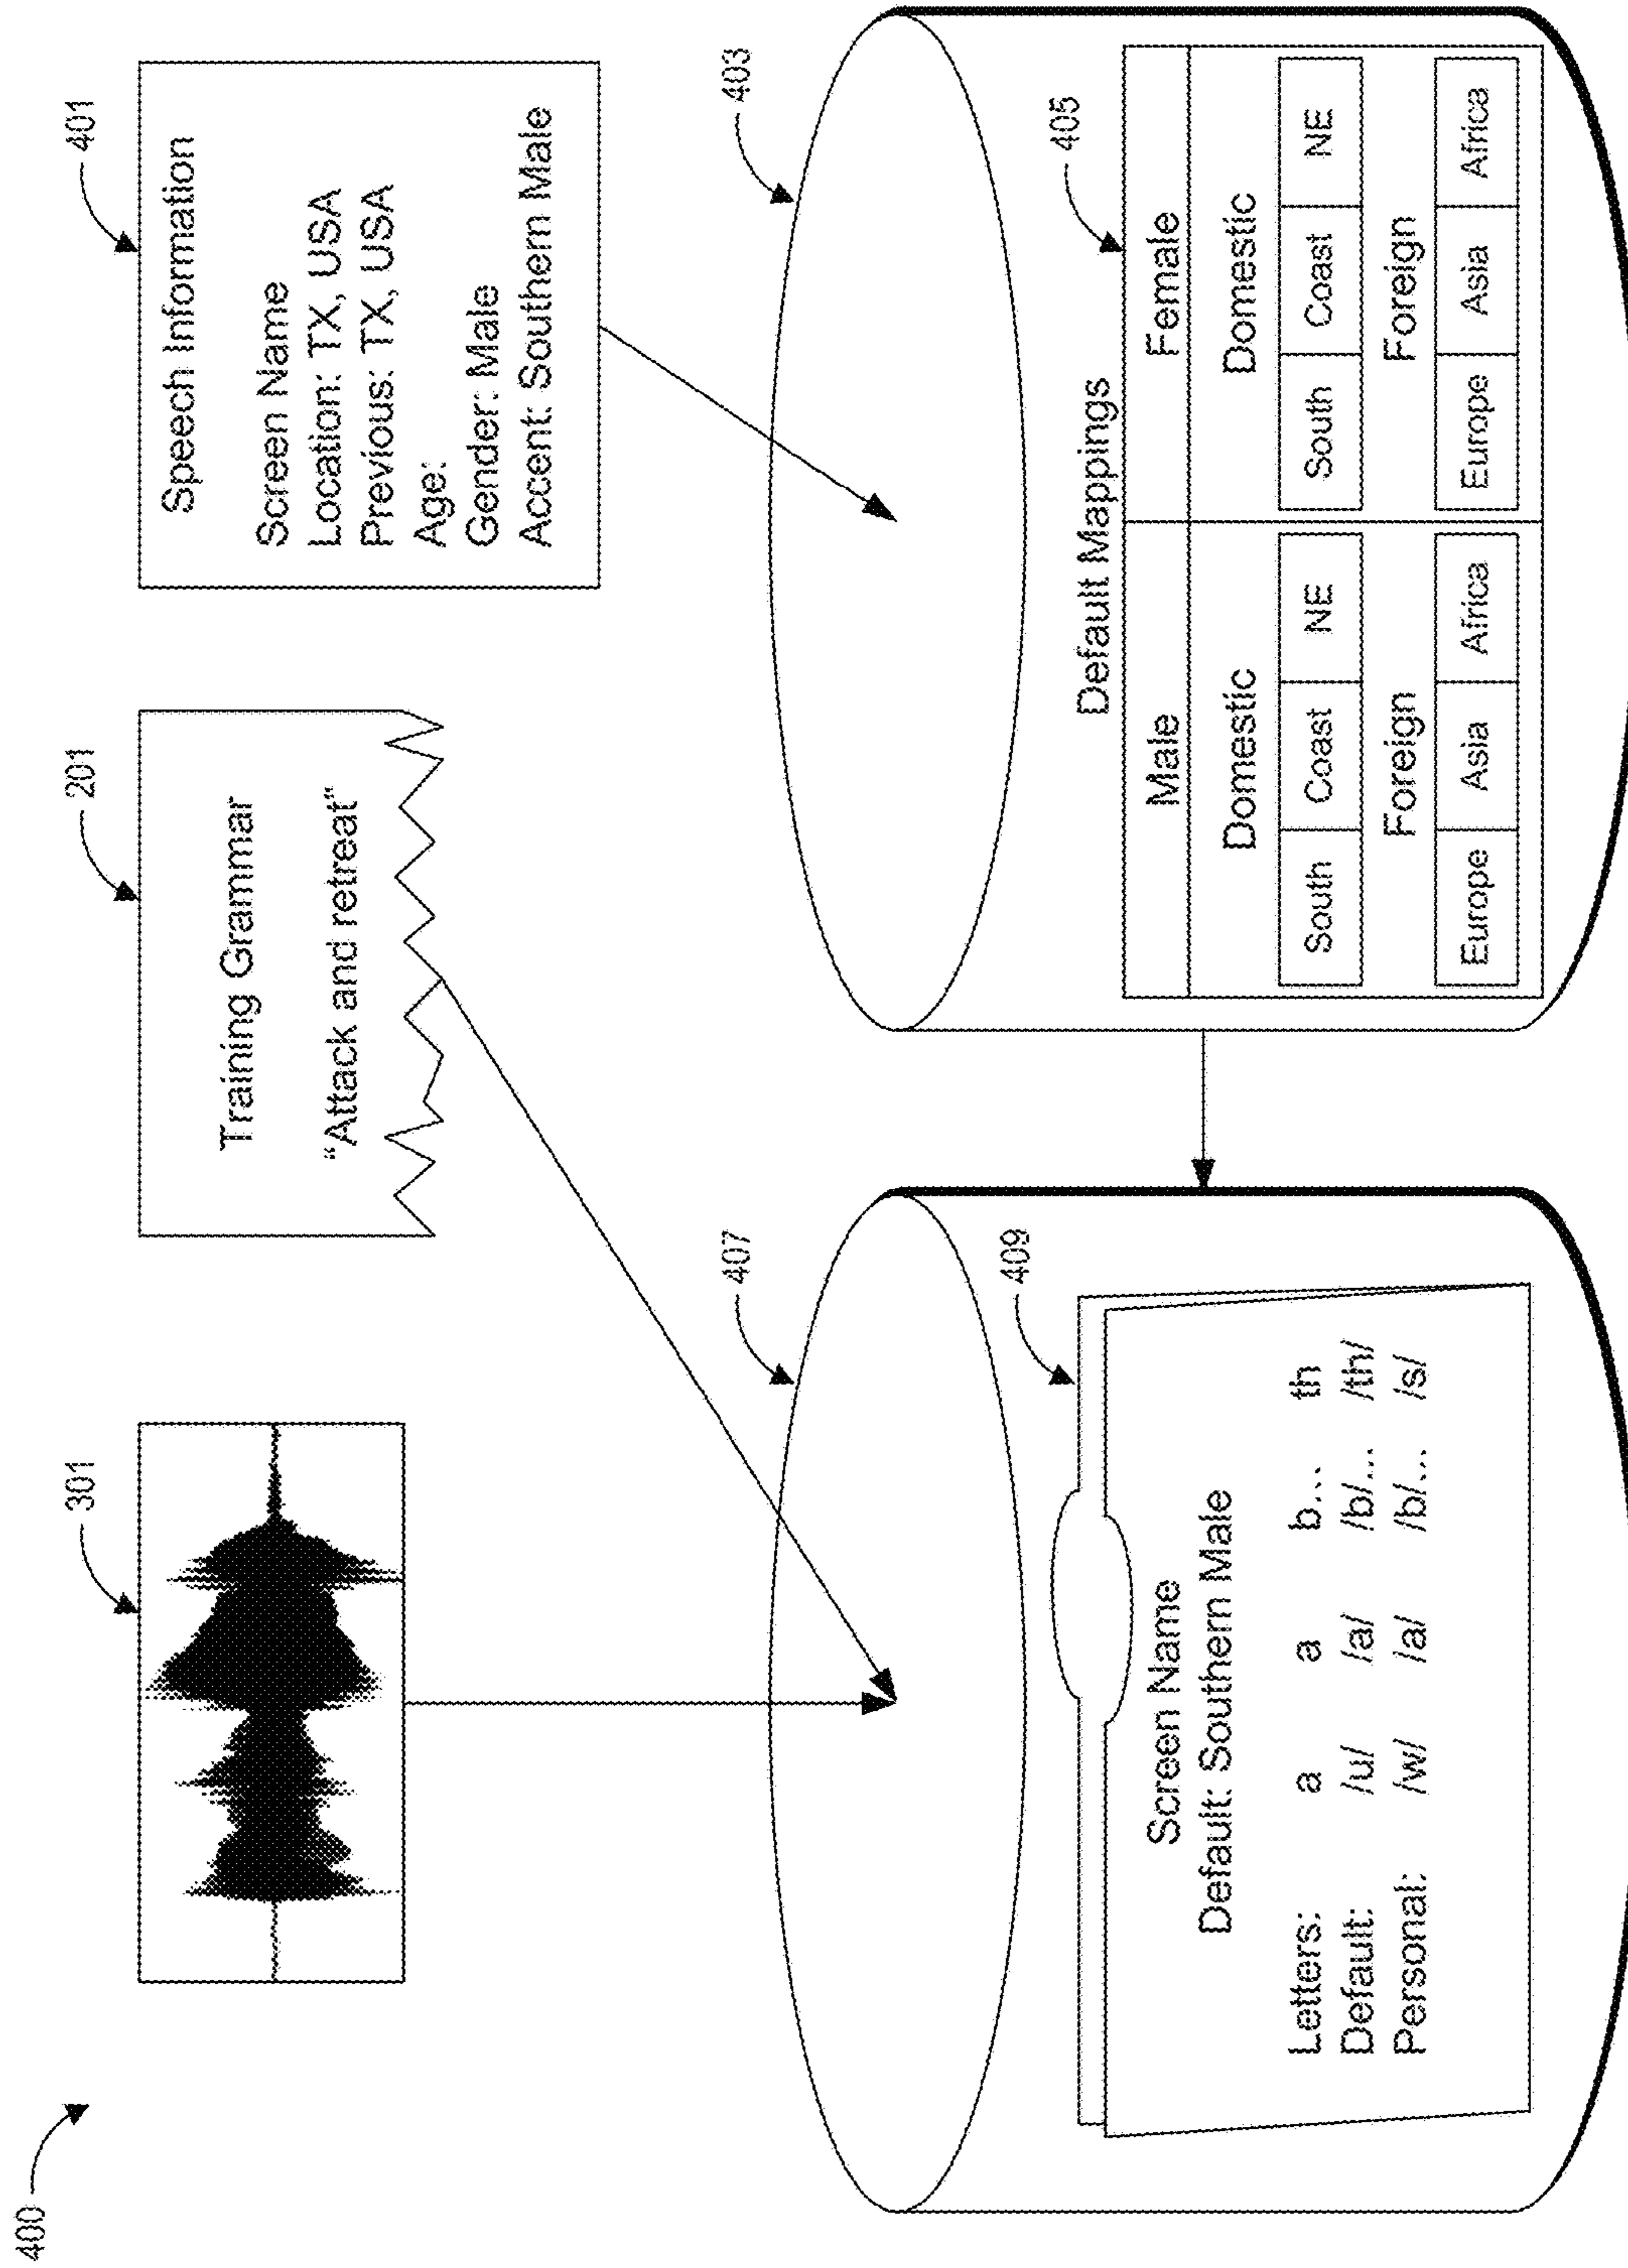 400
301
201
401
Training Grammar
“Attack and retreat“
Speech Information
Screen Name
Location: TX, USA
Previous: TX, USA
Age:
Gender: Male
Accent: Southern Male
407
409
Screen Name
Default: Southern Male
Letters: a a b... th
Default: /u/ /a/ /b/... /th/
Personal: /w/ /a/ /b/... /s/
403
405
Default Mappings
Male Female
Domestic Domestic
South Coast NE South Coast NE
Foreign Foreign
Europe Asia Africa Europe Asia Africa